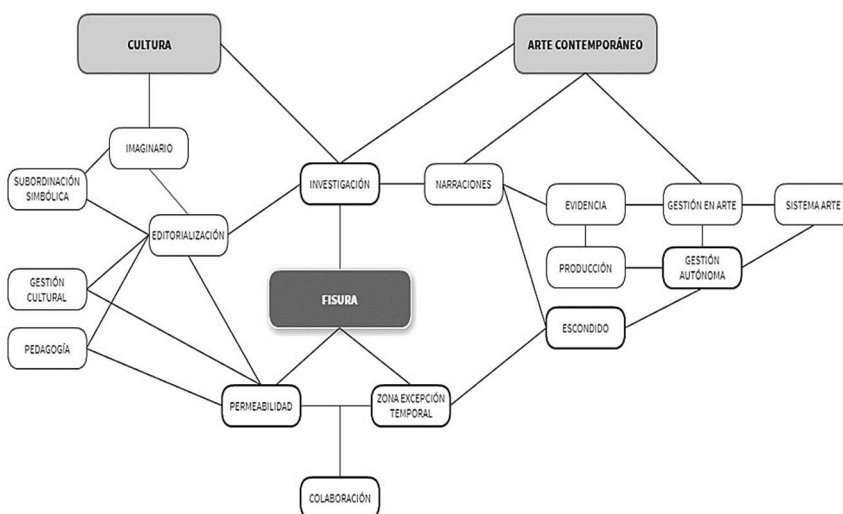 CULTURA
ARTE CONTEMPORÁNEO
IMAGINARIO
SUBORDINACIÓN
SIMBÓLICA
INVESTIGACIÓN
NARRACIONES
EVIDENCIA
GESTIÓN EN ARTE
SISTEMA ARTE
EDITORIALIZACIÓN
PRODUCCIÓN
GESTIÓN
AUTÓNOMA
GESTIÓN
CULTURAL
FISURA
ESCONDIDO
PEDAGOGÍA
PERMEABILIDAD
ZONA EXCEPCIÓN
TEMPORAL
COLABORACIÓN